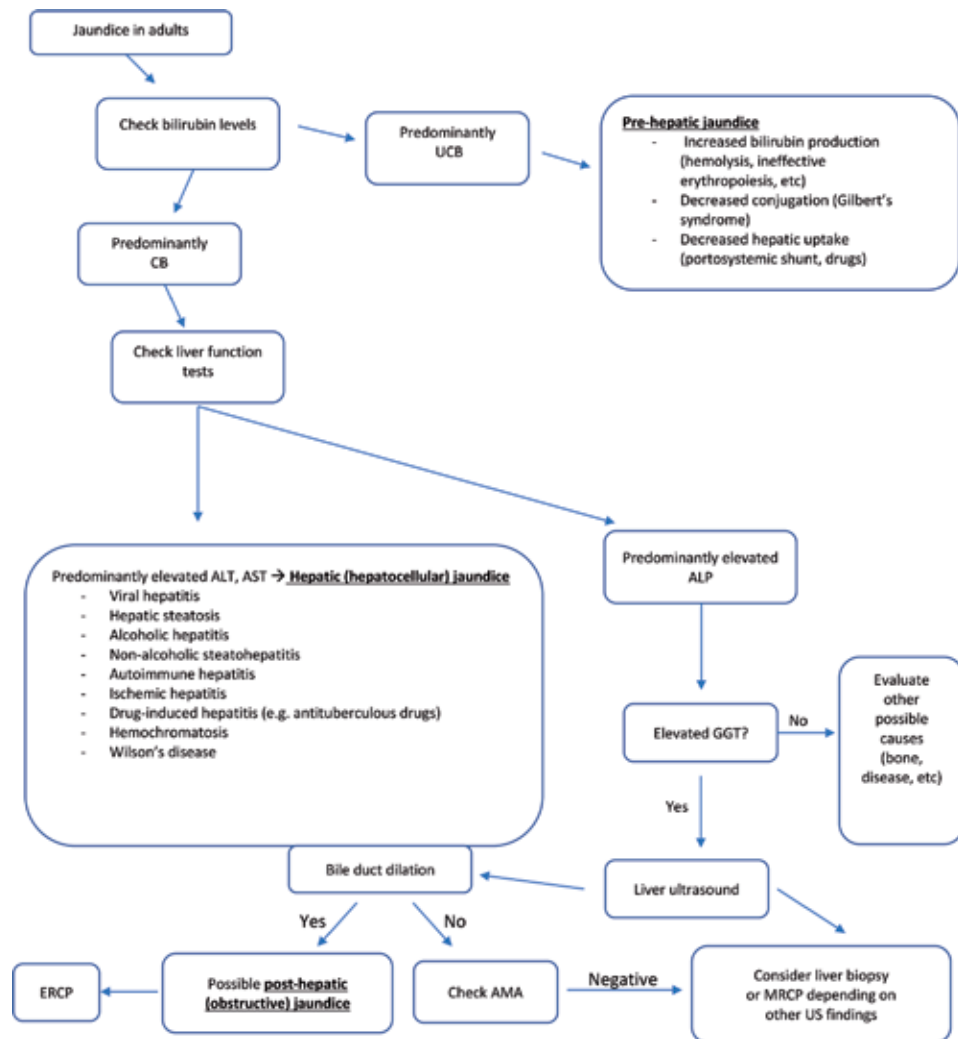 Jaundice in adults
Check bilirubin levels
Predominantly
UCB
Pre-hepatic jaundice
- Increased bilirubin production
(hemolysis, ineffective
erythropoiesis, etc)
- Decreased conjugation (Gilbert's
syndrome)
- Decreased hepatic uptake
(portosystemic shunt, drugs)
Predominantly
CB
Check liver function
tests
Predominantly elevated ALT, AST → Hepatic (hepatocellular) jaundice
- Viral hepatitis
- Hepatic steatosis
- Alcoholic hepatitis
- Non-alcoholic steatohepatitis
- Autoimmune hepatitis
- Ischemic hepatitis
- Drug-induced hepatitis (e.g. antituberculous drugs)
- Hemochromatosis
- Wilson's disease
Predominantly elevated
ALP
Elevated GGT?
No
Evaluate
other
possible
causes
(bone,
disease, etc)
Yes
Liver ultrasound
Bile duct dilation
Yes
No
ERCP
Possible post-hepatic
(obstructive) jaundice
Check AMA
Negative
Consider liver biopsy
or MRCP depending on
other US findings